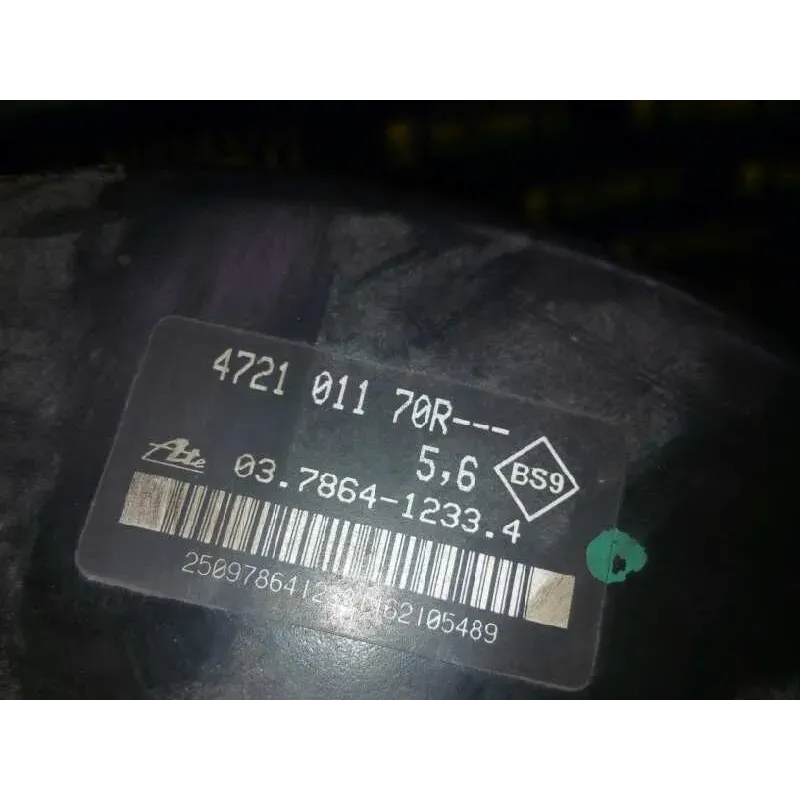 4721 011 70R---
5,6
BS9
Ate 03.7864-1233.4